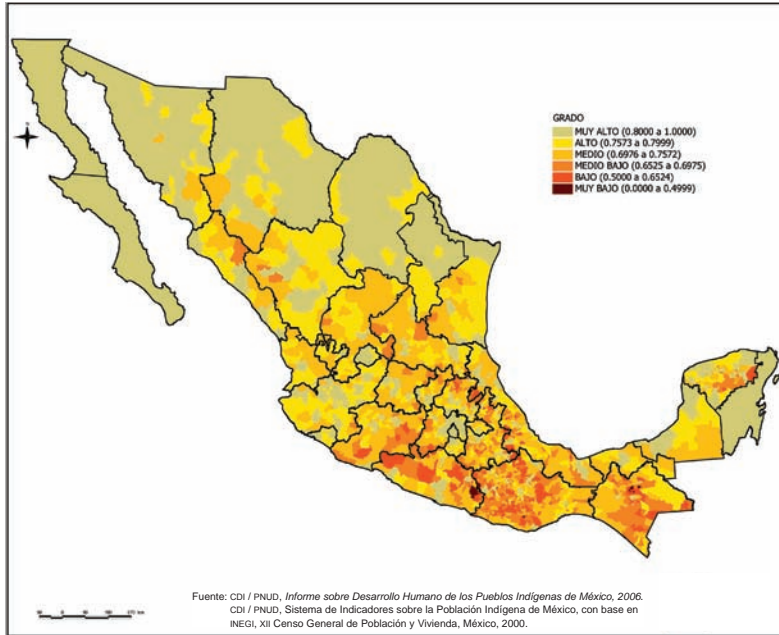 GRADO
MUY ALTO (0.8000 a 1.0000)
ALTO (0.7573 a 0.7999)
MEDIO (0.6976 a 0.7572)
MEDIO BAJO (0.6525 a 0.6975)
BAJO (0.5000 a 0.6524)
MUY BAJO (0.0000 a 0.4999)
Fuente: CDI / PNUD, Informe sobre Desarrollo Humano de los Pueblos Indígenas de México, 2006.
CDI / PNUD, Sistema de Indicadores sobre la Población Indígena de México, con base en
INEGI, XII Censo General de Población y Vivienda, México, 2000.